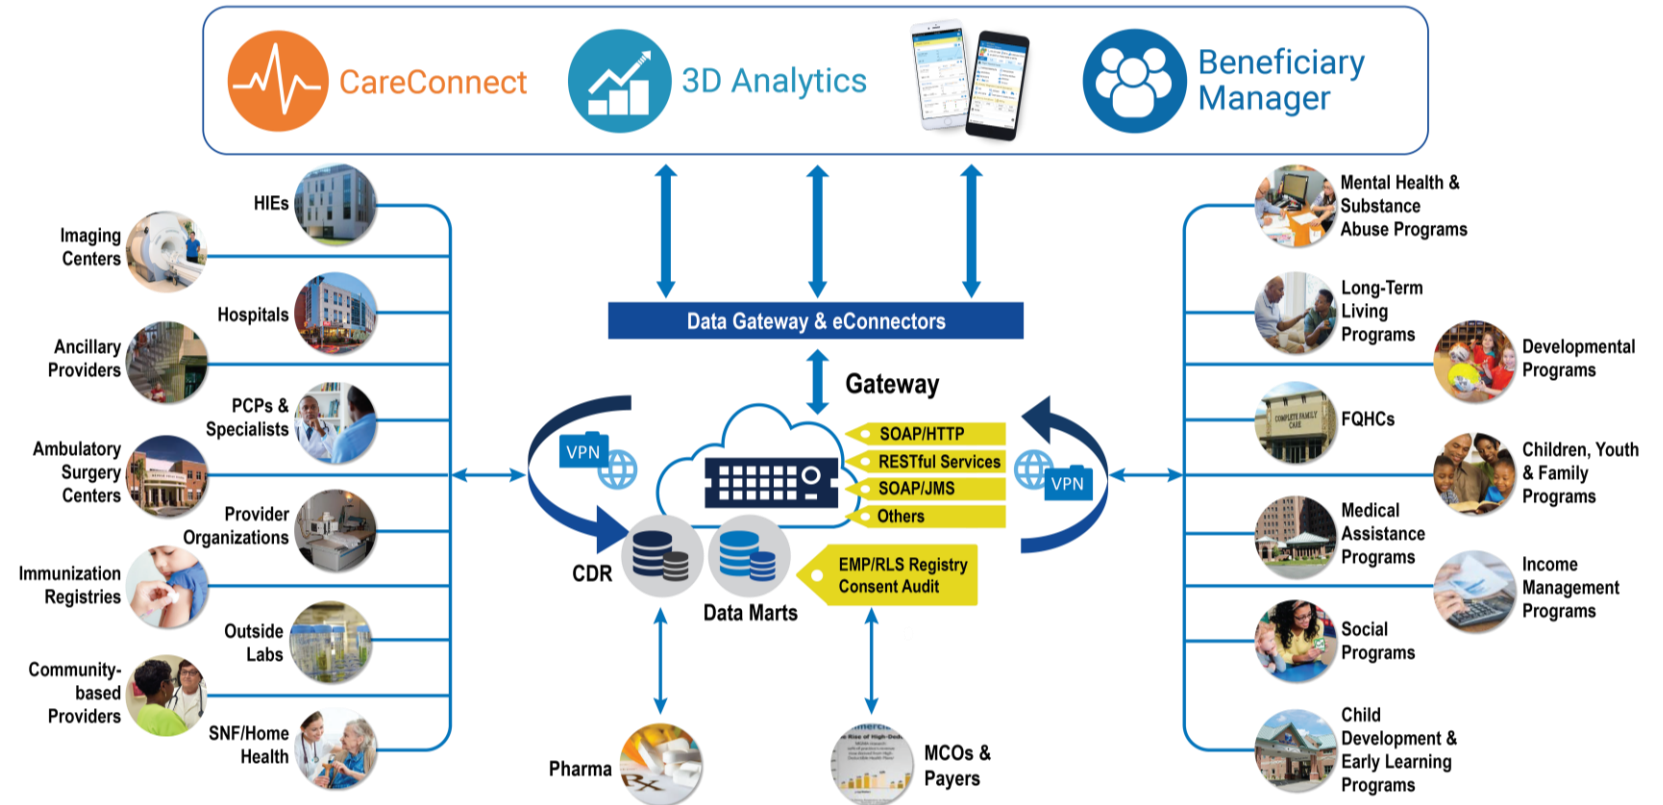 CareConnect
3D Analytics
Beneficiary
Manager
HIEs
Imaging
Centers
Hospitals
Ancillary
Providers
PCPs &
Specialists
Ambulatory
Surgery
Centers
Provider
Organizations
Immunization
Registries
Outside
Labs
Community-
based
Providers
SNF/Home
Health
Data Gateway & eConnectors
Gateway
VPN
SOAP/HTTP
RESTful Services
SOAP/JMS
Others
VPN
CDR
Data Marts
EMP/RLS Registry
Consent Audit
Pharma
MCOs &
Payers
Mental Health &
Substance
Abuse Programs
Long-Term
Living
Programs
Developmental
Programs
COMPLETE FAMILY
CARE
FQHCs
Children, Youth
& Family
Programs
Medical
Assistance
Programs
Income
Management
Programs
Social
Programs
Child
Development &
Early Learning
Programs